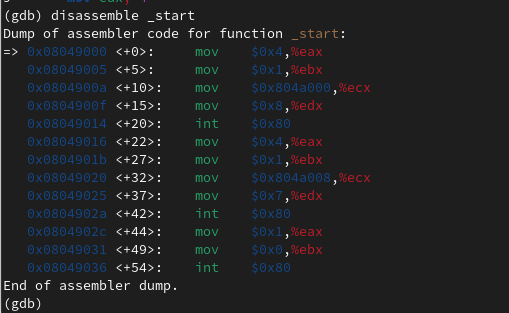 (gdb) disassemble _start
Dump of assembler code for function _start:
=> 0x08049000 <+0>:     mov    $0x4,%eax
   0x08049005 <+5>:     mov    $0x1,%ebx
   0x0804900a <+10>:    mov    $0x804a000,%ecx
   0x0804900f <+15>:    mov    $0x8,%edx
   0x08049014 <+20>:    int    $0x80
   0x08049016 <+22>:    mov    $0x4,%eax
   0x0804901b <+27>:    mov    $0x1,%ebx
   0x08049020 <+32>:    mov    $0x804a008,%ecx
   0x08049025 <+37>:    mov    $0x7,%edx
   0x0804902a <+42>:    int    $0x80
   0x0804902c <+44>:    mov    $0x1,%eax
   0x08049031 <+49>:    mov    $0x0,%ebx
   0x08049036 <+54>:    int    $0x80
End of assembler dump.
(gdb)